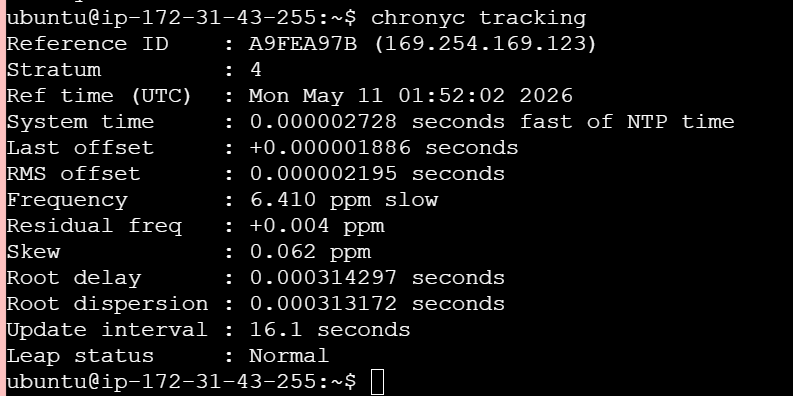 ubuntu@ip-172-31-43-255:~$ chronyc tracking
Reference ID    : A9FEA97B (169.254.169.123)
Stratum         : 4
Ref time (UTC)  : Mon May 11 01:52:02 2026
System time     : 0.000002728 seconds fast of NTP time
Last offset     : +0.000001886 seconds
RMS offset      : 0.000002195 seconds
Frequency       : 6.410 ppm slow
Residual freq   : +0.004 ppm
Skew            : 0.062 ppm
Root delay      : 0.000314297 seconds
Root dispersion : 0.000313172 seconds
Update interval : 16.1 seconds
Leap status     : Normal
ubuntu@ip-172-31-43-255:~$